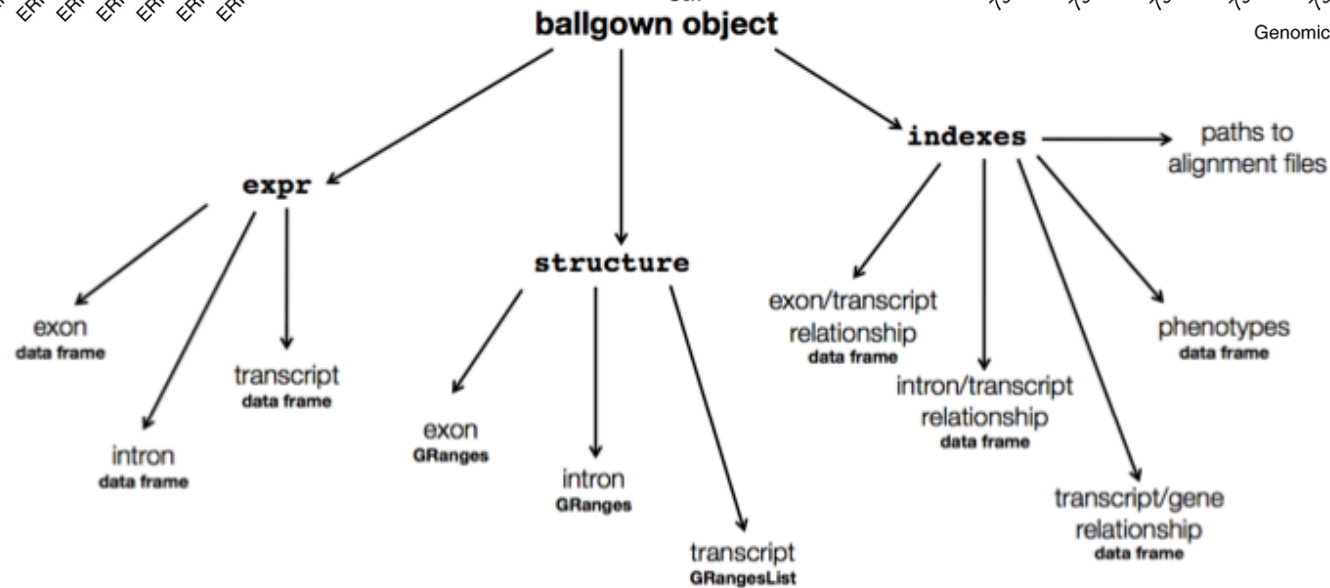 ballgown object
Genomic
indexes
paths to
alignment files
expr
structure
exon
data frame
intron
data frame
transcript
data frame
exon
GRanges
intron
GRanges
transcript
GRangesList
exon/transcript
relationship
data frame
intron/transcript
relationship
data frame
transcript/gene
relationship
data frame
phenotypes
data frame